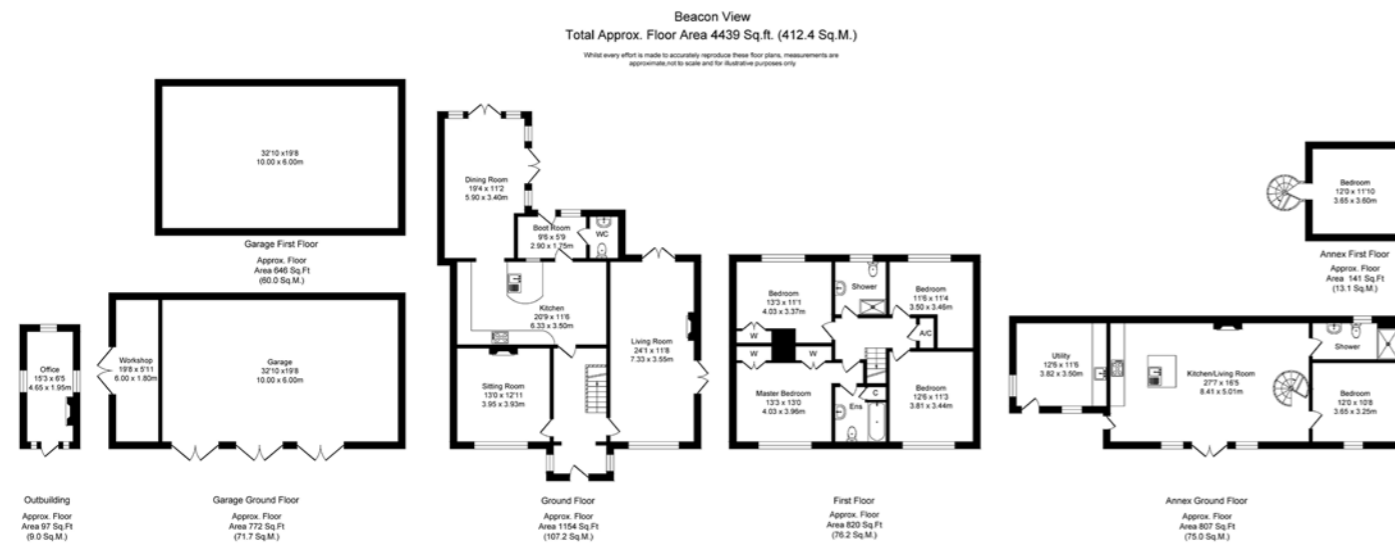 Beacon View
Total Approx. Floor Area 4439 Sq.ft. (412.4 Sq.M.)
Whilst every effort is made to accurately reproduce these floor plans, measurements are
approximate,not to scale and for illustrative purposes only
32'10 x19'8
10.00 x 6.00m
Garage First Floor
Approx. Floor
Area 646 Sq.Ft
(60.0 Sq.M.)
Office
15'3 x 6'5
4.65 x 1.95m
Outbuilding
Approx. Floor
Area 97 Sq.Ft
(9.0 Sq.M.)
Workshop
19'8 x 5'11
6.00 x 1.80m
Garage
32'10 x19'8
10.00 x 6.00m
Garage Ground Floor
Approx. Floor
Area 772 Sq.Ft
(71.7 Sq.M.)
Dining Room
19'4 x 11'2
5.90 x 3.40m
Boot Room
9'6 x 5'9
2.90 x 1.75m
WC
Kitchen
20'9 x 11'6
6.33 x 3.50m
Living Room
24'1 x 11'8
7.33 x 3.55m
Sitting Room
13'0 x 12'11
3.95 x 3.93m
Ground Floor
Approx. Floor
Area 1154 Sq.Ft
(107.2 Sq.M.)
Bedroom
13'3 x 11'1
4.03 x 3.37m
Shower
Bedroom
11'6 x 11'4
3.50 x 3.46m
A/C
W
W
W
Master Bedroom
13'3 x 13'0
4.03 x 3.96m
Ens
C
Bedroom
12'6 x 11'3
3.81 x 3.44m
First Floor
Approx. Floor
Area 820 Sq.Ft
(76.2 Sq.M.)
Bedroom
12'0 x 11'10
3.65 x 3.60m
Annex First Floor
Approx. Floor
Area 141 Sq.Ft
(13.1 Sq.M.)
Utility
12'6 x 11'6
3.82 x 3.50m
Kitchen/Living Room
27'7 x 16'5
8.41 x 5.01m
Shower
Bedroom
12'0 x 10'8
3.65 x 3.25m
Annex Ground Floor
Approx. Floor
Area 807 Sq.Ft
(75.0 Sq.M.)